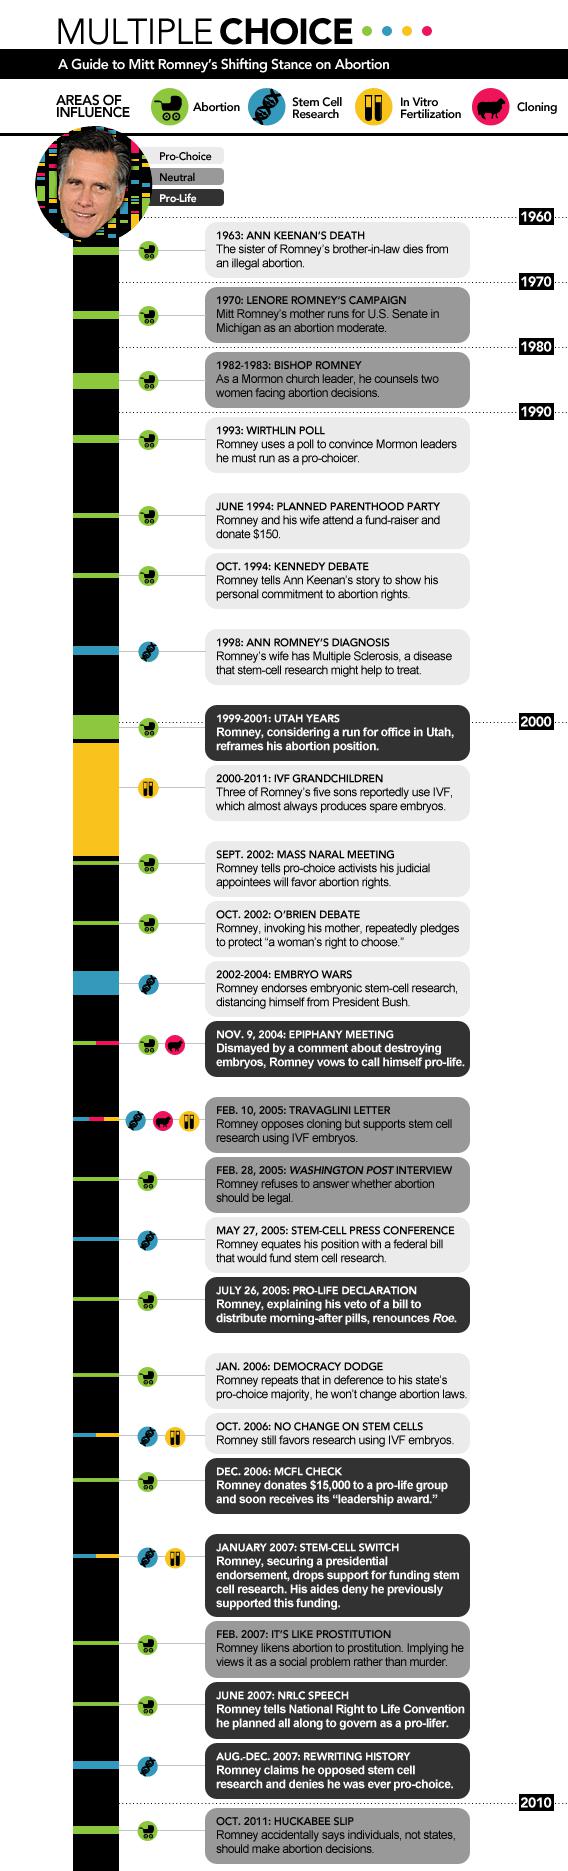 MULTIPLE CHOICE
A Guide to Mitt Romney's Shifting Stance on Abortion
AREAS OF
INFLUENCE
Abortion
Stem Cell
Research
In Vitro
Fertilization
Cloning
Pro-Choice
Neutral
Pro-Life
1960
1963: ANN KEENAN'S DEATH
The sister of Romney's brother-in-law dies from
an illegal abortion.
1970
1970: LENORE ROMNEY'S CAMPAIGN
Mitt Romney's mother runs for U.S. Senate in
Michigan as an abortion moderate.
1980
1982-1983: BISHOP ROMNEY
As a Mormon church leader, he counsels two
women facing abortion decisions.
1990
1993: WIRTHLIN POLL
Romney uses a poll to convince Mormon leaders
he must run as a pro-choicer.
JUNE 1994: PLANNED PARENTHOOD PARTY
Romney and his wife attend a fund-raiser and
donate $150.
OCT. 1994: KENNEDY DEBATE
Romney tells Ann Keenan's story to show his
personal commitment to abortion rights.
1998: ANN ROMNEY'S DIAGNOSIS
Romney's wife has Multiple Sclerosis, a disease
that stem-cell research might help to treat.
1999-2001: UTAH YEARS
Romney, considering a run for office in Utah,
reframes his abortion position.
2000
2000-2011: IVF GRANDCHILDREN
Three of Romney's five sons reportedly use IVF,
which almost always produces spare embryos.
SEPT. 2002: MASS NARAL MEETING
Romney tells pro-choice activists his judicial
appointees will favor abortion rights.
OCT. 2002: O'BRIEN DEBATE
Romney, invoking his mother, repeatedly pledges
to protect "a woman's right to choose."
2002-2004: EMBRYO WARS
Romney endorses embryonic stem-cell research,
distancing himself from President Bush.
NOV. 9, 2004: EPIPHANY MEETING
Dismayed by a comment about destroying
embryos, Romney vows to call himself pro-life.
FEB. 10, 2005: TRAVAGLINI LETTER
Romney opposes cloning but supports stem cell
research using IVF embryos.
FEB. 28, 2005: WASHINGTON POST INTERVIEW
Romney refuses to answer whether abortion
should be legal.
MAY 27, 2005: STEM-CELL PRESS CONFERENCE
Romney equates his position with a federal bill
that would fund stem cell research.
JULY 26, 2005: PRO-LIFE DECLARATION
Romney, explaining his veto of a bill to
distribute morning-after pills, renounces Roe.
JAN. 2006: DEMOCRACY DODGE
Romney repeats that in deference to his state's
pro-choice majority, he won't change abortion laws.
OCT. 2006: NO CHANGE ON STEM CELLS
Romney still favors research using IVF embryos.
DEC. 2006: MCFL CHECK
Romney donates $15,000 to a pro-life group
and soon receives its "leadership award."
JANUARY 2007: STEM-CELL SWITCH
Romney, securing a presidential
endorsement, drops support for funding stem
cell research. His aides deny he previously
supported this funding.
FEB. 2007: IT'S LIKE PROSTITUTION
Romney likens abortion to prostitution. Implying he
views it as a social problem rather than murder.
JUNE 2007: NRLC SPEECH
Romney tells National Right to Life Convention
he planned all along to govern as a pro-lifer.
AUG.-DEC. 2007: REWRITING HISTORY
Romney claims he opposed stem cell
research and denies he was ever pro-choice.
2010
OCT. 2011: HUCKABEE SLIP
Romney accidentally says individuals, not states,
should make abortion decisions.